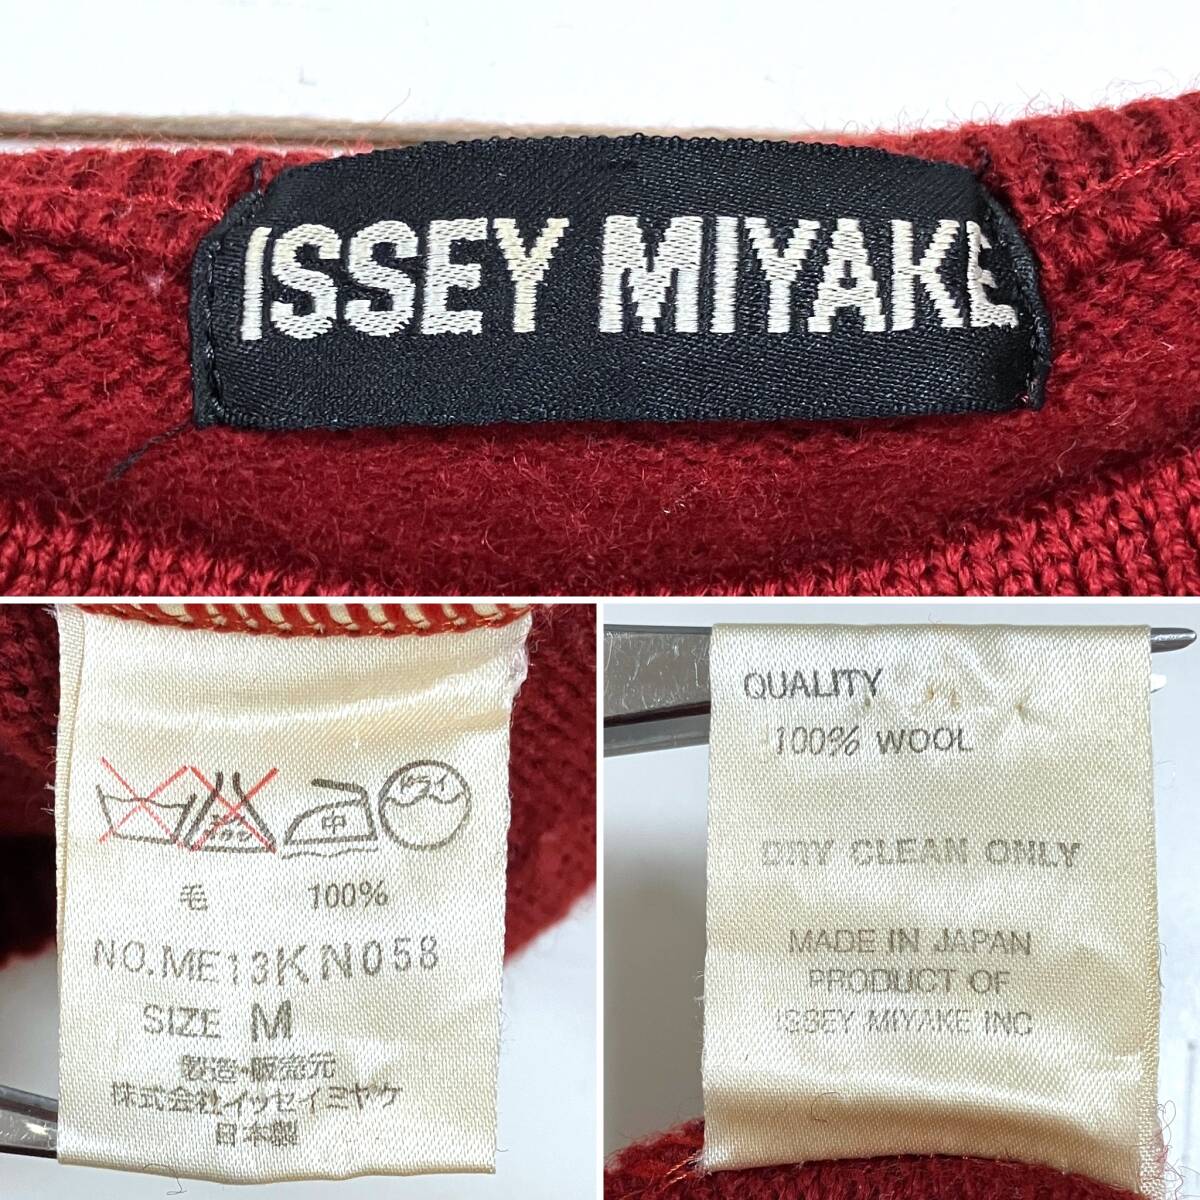 ISSEY MIYAKE
中 ドライ
毛 100%
NO.ME13KN058
SIZE M
製造・販売元
株式会社イッセイミヤケ
日本製
QUALITY
100% WOOL
DRY CLEAN ONLY
MADE IN JAPAN
PRODUCT OF
ISSEY MIYAKE INC